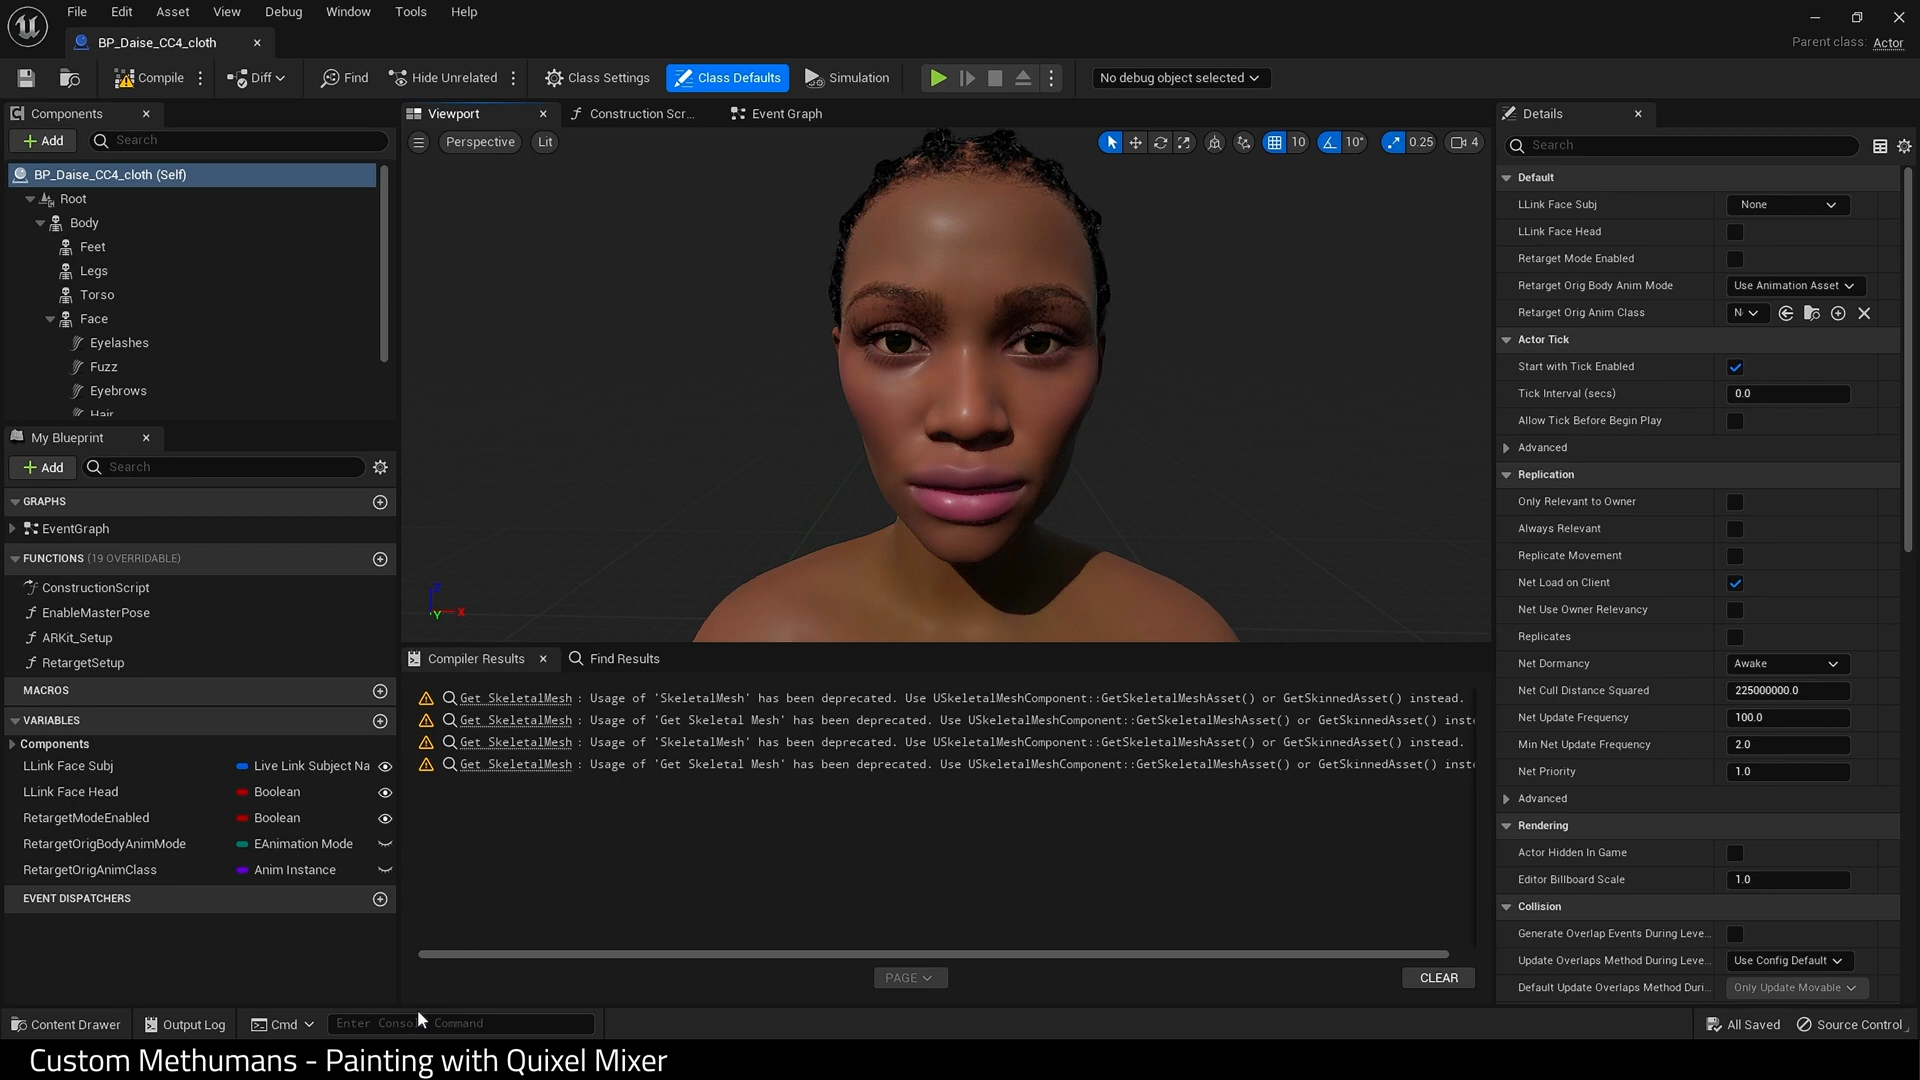 File Edit Asset View Debug Window Tools Help
BP_Daise_CC4_cloth
Parent class: Actor
Compile Diff Find Hide Unrelated Class Settings Class Defaults Simulation No debug object selected
Components
Add Search
BP_Daise_CC4_cloth (Self)
Root
Body
Feet
Legs
Torso
Face
Eyelashes
Fuzz
Eyebrows
Hair
My Blueprint
Add Search
GRAPHS
EventGraph
FUNCTIONS (19 OVERRIDABLE)
ConstructionScript
EnableMasterPose
ARKit_Setup
RetargetSetup
MACROS
VARIABLES
Components
LLink Face Subj Live Link Subject Na
LLink Face Head Boolean
RetargetModeEnabled Boolean
RetargetOrigBodyAnimMode EAnimation Mode
RetargetOrigAnimClass Anim Instance
EVENT DISPATCHERS
Viewport Construction Scr... Event Graph
Perspective Lit 10 10° 0.25 4
Z
Y X
Compiler Results Find Results
Get SkeletalMesh : Usage of 'SkeletalMesh' has been deprecated. Use USkeletalMeshComponent::GetSkeletalMeshAsset() or GetSkinnedAsset() instead.
Get SkeletalMesh : Usage of 'Get Skeletal Mesh' has been deprecated. Use USkeletalMeshComponent::GetSkeletalMeshAsset() or GetSkinnedAsset() inste
Get SkeletalMesh : Usage of 'SkeletalMesh' has been deprecated. Use USkeletalMeshComponent::GetSkeletalMeshAsset() or GetSkinnedAsset() instead.
Get SkeletalMesh : Usage of 'Get Skeletal Mesh' has been deprecated. Use USkeletalMeshComponent::GetSkeletalMeshAsset() or GetSkinnedAsset() inste
PAGE CLEAR
Details
Search
Default
LLink Face Subj None
LLink Face Head
Retarget Mode Enabled
Retarget Orig Body Anim Mode Use Animation Asset
Retarget Orig Anim Class N
Actor Tick
Start with Tick Enabled
Tick Interval (secs) 0.0
Allow Tick Before Begin Play
Advanced
Replication
Only Relevant to Owner
Always Relevant
Replicate Movement
Net Load on Client
Net Use Owner Relevancy
Replicates
Net Dormancy Awake
Net Cull Distance Squared 225000000.0
Net Update Frequency 100.0
Min Net Update Frequency 2.0
Net Priority 1.0
Advanced
Rendering
Actor Hidden In Game
Editor Billboard Scale 1.0
Collision
Generate Overlap Events During Leve...
Update Overlaps Method During Leve... Use Config Default
Default Update Overlaps Method Duri... Only Update Movable
Content Drawer Output Log Cmd Enter Console Command All Saved Source Control
Custom Methumans - Painting with Quixel Mixer